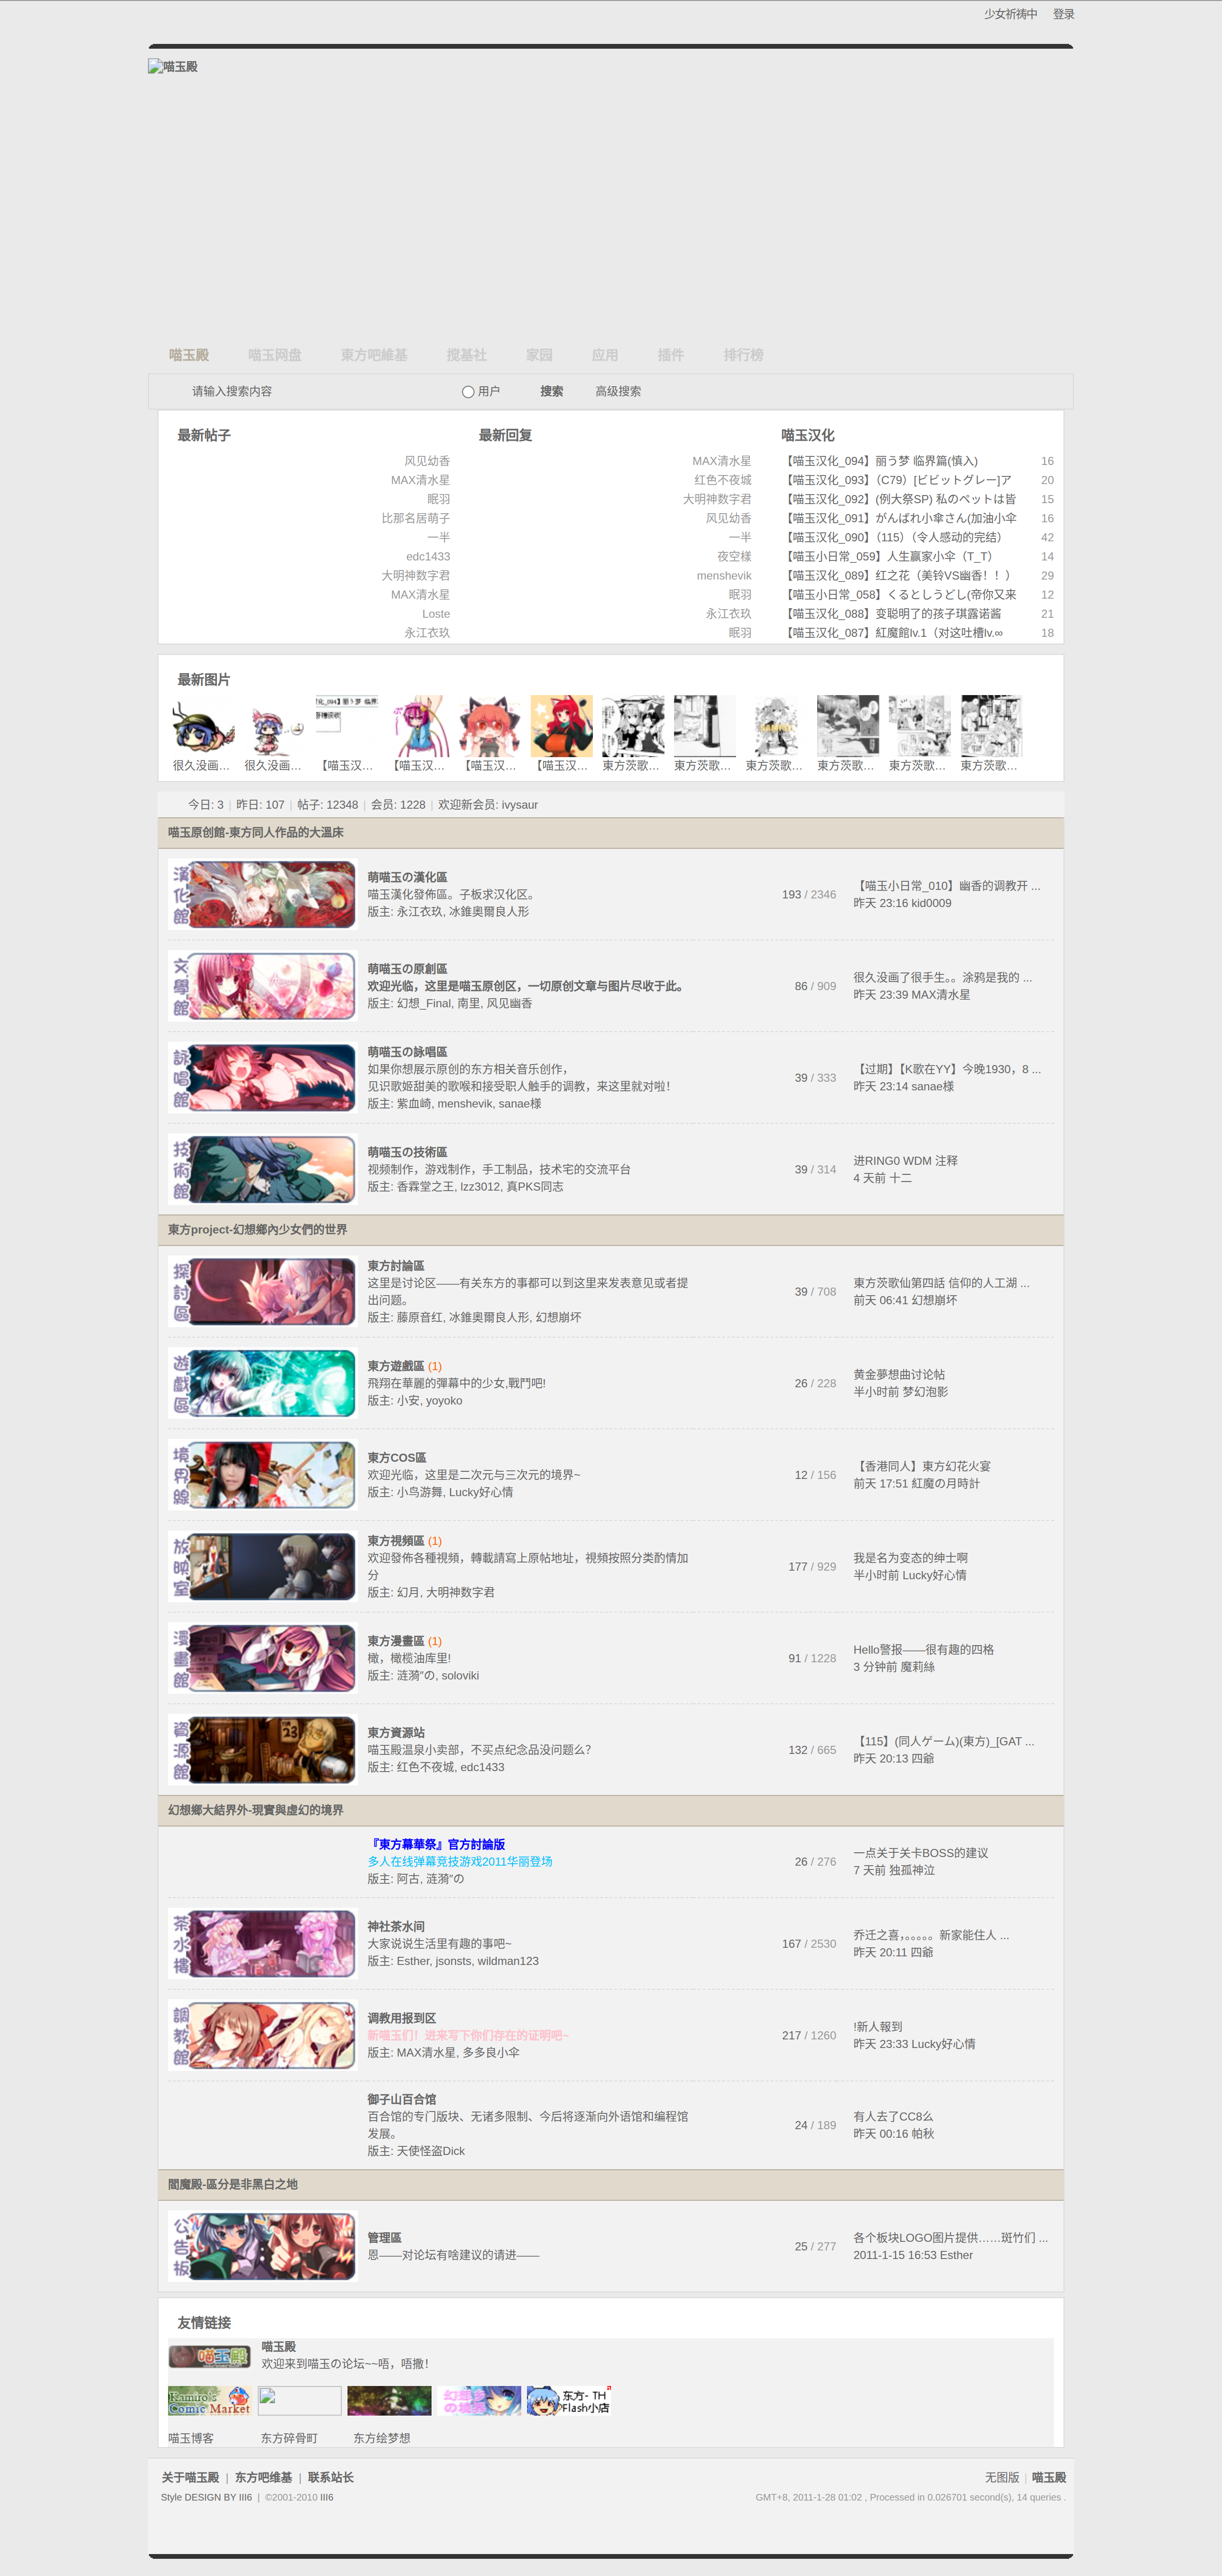 少女祈祷中 登录
喵玉殿
喵玉殿 喵玉网盘 東方吧維基 搅基社 家园 应用 插件 排行榜
请输入搜索内容 用户 搜索 高级搜索
最新帖子
风见幼香
MAX清水星
眠羽
比那名居萌子
一半
edc1433
大明神数字君
MAX清水星
Loste
永江衣玖
最新回复
MAX清水星
红色不夜城
大明神数字君
风见幼香
一半
夜空樣
menshevik
眠羽
永江衣玖
眠羽
喵玉汉化
【喵玉汉化_094】丽う梦 临界篇(慎入) 16
【喵玉汉化_093】（C79）[ビビットグレー]ア 20
【喵玉汉化_092】(例大祭SP) 私のペットは皆 15
【喵玉汉化_091】がんばれ小傘さん(加油小伞 16
【喵玉汉化_090】（115）（令人感动的完结） 42
【喵玉小日常_059】人生赢家小伞（T_T） 14
【喵玉汉化_089】红之花（美铃VS幽香！！） 29
【喵玉小日常_058】くるとしうどし(帝你又来 12
【喵玉汉化_088】变聪明了的孩子琪露诺酱 21
【喵玉汉化_087】紅魔館lv.1（对这吐槽lv.∞ 18
最新图片
很久没画… 很久没画… 【喵玉汉… 【喵玉汉… 【喵玉汉… 【喵玉汉… 東方茨歌… 東方茨歌… 東方茨歌… 東方茨歌… 東方茨歌… 東方茨歌…
今日: 3 | 昨日: 107 | 帖子: 12348 | 会员: 1228 | 欢迎新会员: ivysaur
喵玉原创館-東方同人作品的大溫床
漢化館
萌喵玉の漢化區
喵玉漢化發佈區。子板求汉化区。
版主: 永江衣玖, 冰錐奧爾良人形
193 / 2346
【喵玉小日常_010】幽香的调教开 ...
昨天 23:16 kid0009
文學館
萌喵玉の原創區
欢迎光临，这里是喵玉原创区，一切原创文章与图片尽收于此。
版主: 幻想_Final, 南里, 风见幽香
86 / 909
很久没画了很手生。。涂鸦是我的 ...
昨天 23:39 MAX清水星
詠唱館
萌喵玉の詠唱區
如果你想展示原创的东方相关音乐创作，
见识歌姬甜美的歌喉和接受职人触手的调教，来这里就对啦！
版主: 紫血崎, menshevik, sanae様
39 / 333
【过期】【K歌在YY】今晚1930，8 ...
昨天 23:14 sanae様
技術館
萌喵玉の技術區
视频制作，游戏制作，手工制品，技术宅的交流平台
版主: 香霖堂之王, lzz3012, 真PKS同志
39 / 314
进RING0 WDM 注释
4 天前 十二
東方project-幻想鄉內少女們的世界
探討區
東方討論區
这里是讨论区——有关东方的事都可以到这里来发表意见或者提
出问题。
版主: 藤原音红, 冰錐奧爾良人形, 幻想崩坏
39 / 708
東方茨歌仙第四話 信仰的人工湖 ...
前天 06:41 幻想崩坏
遊戲區
東方遊戲區 (1)
飛翔在華麗的彈幕中的少女,戰鬥吧!
版主: 小安, yoyoko
26 / 228
黄金夢想曲讨论帖
半小时前 梦幻泡影
境界線
東方COS區
欢迎光临，这里是二次元与三次元的境界~
版主: 小鸟游舞, Lucky好心情
12 / 156
【香港同人】東方幻花火宴
前天 17:51 紅魔の月時計
放映室
東方視頻區 (1)
欢迎發佈各種視頻，轉載請寫上原帖地址，視頻按照分类酌情加
分
版主: 幻月, 大明神数字君
177 / 929
我是名为变态的绅士啊
半小时前 Lucky好心情
漫畫館
東方漫畫區 (1)
橄，橄榄油库里!
版主: 涟漪″の, soloviki
91 / 1228
Hello警报——很有趣的四格
3 分钟前 魔莉絲
資源館
東方資源站
喵玉殿温泉小卖部，不买点纪念品没问题么？
版主: 红色不夜城, edc1433
132 / 665
【115】(同人ゲーム)(東方)_[GAT ...
昨天 20:13 四爺
幻想鄉大結界外-現實與虛幻的境界
『東方幕華祭』官方討論版
多人在线弹幕竞技游戏2011华丽登场
版主: 阿古, 涟漪″の
26 / 276
一点关于关卡BOSS的建议
7 天前 独孤神泣
茶水樓
神社茶水间
大家说说生活里有趣的事吧~
版主: Esther, jsonsts, wildman123
167 / 2530
乔迁之喜，。。。。。新家能住人 ...
昨天 20:11 四爺
調教館
调教用报到区
新喵玉们！进来写下你们存在的证明吧~
版主: MAX清水星, 多多良小伞
217 / 1260
!新人報到
昨天 23:33 Lucky好心情
御子山百合馆
百合馆的专门版块、无诸多限制、今后将逐渐向外语馆和编程馆
发展。
版主: 天使怪盗Dick
24 / 189
有人去了CC8么
昨天 00:16 帕秋
閻魔殿-區分是非黑白之地
公告板
管理區
恩——对论坛有啥建议的请进——
25 / 277
各个板块LOGO图片提供……斑竹们 ...
2011-1-15 16:53 Esther
友情链接
喵玉殿
喵玉殿
欢迎来到喵玉の论坛~~唔，唔撒！
Kamiro's
Comic Market
东方- TH
Flash小店
喵玉博客 东方碎骨町 东方绘梦想
关于喵玉殿 | 东方吧维基 | 联系站长
无图版 | 喵玉殿
Style DESIGN BY III6 | ©2001-2010 III6
GMT+8, 2011-1-28 01:02 , Processed in 0.026701 second(s), 14 queries .